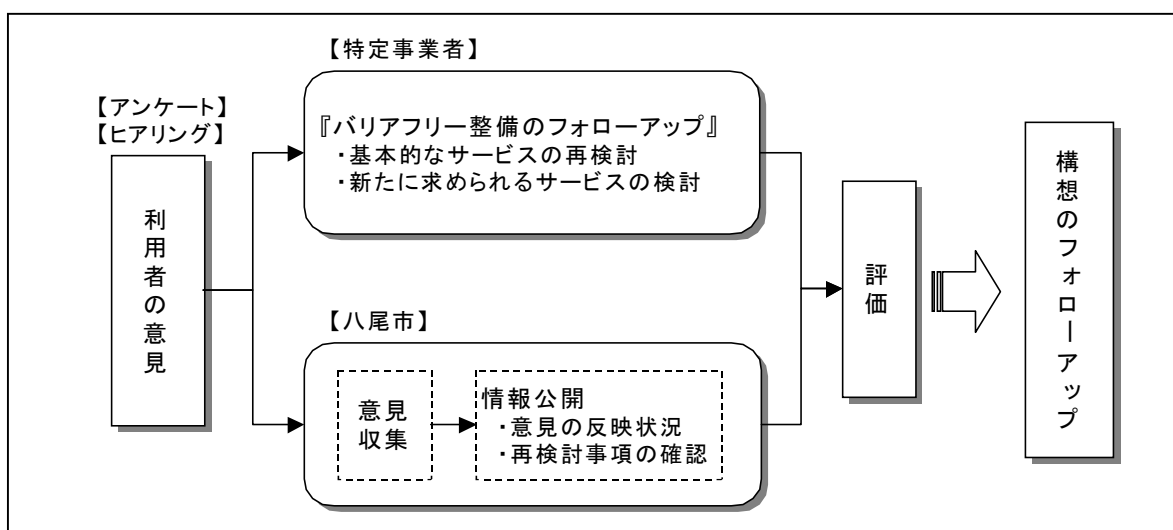 【アンケート】
【ヒアリング】
利用者の意見
【特定事業者】
『バリアフリー整備のフォローアップ』
・基本的なサービスの再検討
・新たに求められるサービスの検討
【八尾市】
意見
収集
情報公開
・意見の反映状況
・再検討事項の確認
評価
構想のフォローアップ